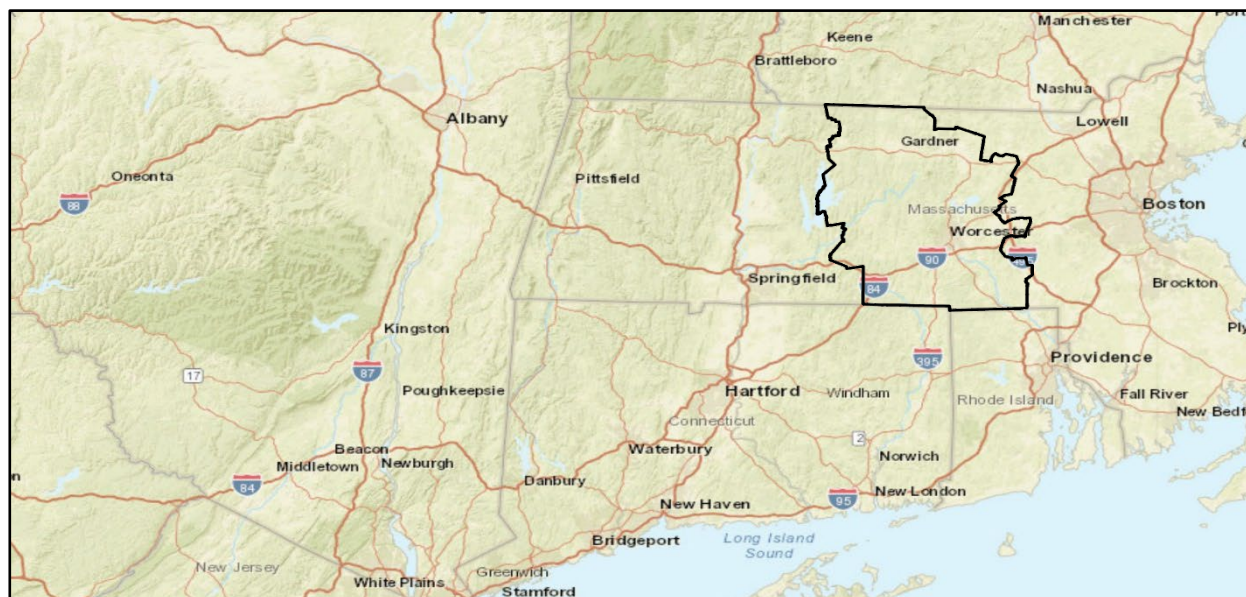 Manchester
Keene
Brattleboro
Nashua
Lowell
Albany
Gardner
Oneonta
Pittsfield
88
Massachusetts
Boston
Worcester
90
Springfield
84
Brockton
Kingston
87
395
Providence
17
Poughkeepsie
Hartford
Windham
Rhode Island
Fall River
Connecticut
2
Beacon
Waterbury
Norwich
Middletown
Newburgh
Danbury
84
New London
95
New Haven
Bridgeport
Long Island
Sound
New Jersey
Greenwich
White Plains
Stamford